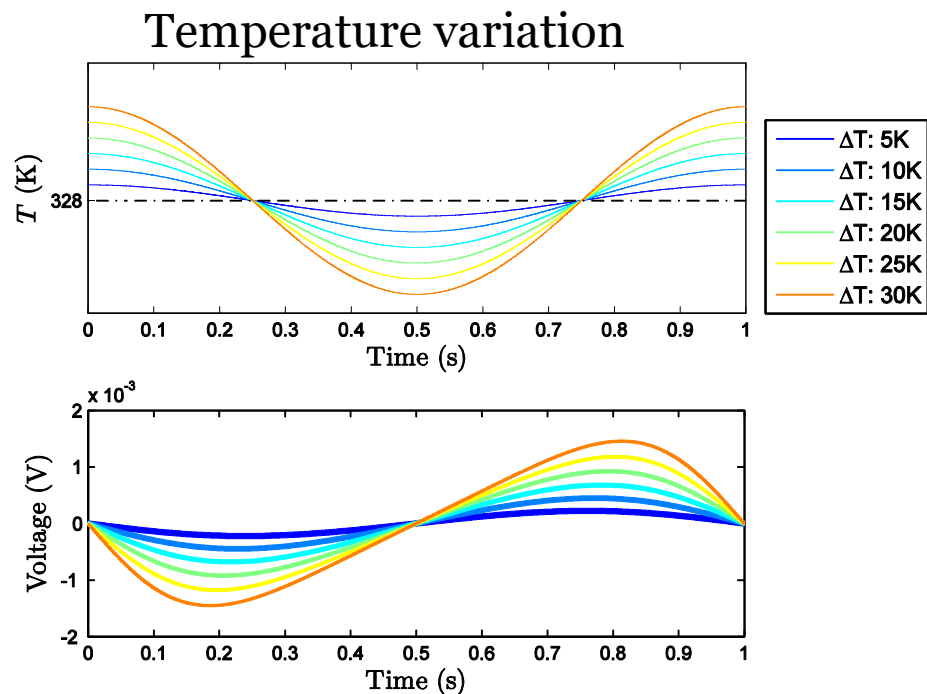 Temperature variation
T (K)
328
0 0.1 0.2 0.3 0.4 0.5 0.6 0.7 0.8 0.9 1
Time (s)
ΔT: 5K
ΔT: 10K
ΔT: 15K
ΔT: 20K
ΔT: 25K
ΔT: 30K
x 10⁻³
Voltage (V)
2
1
0
-1
-2
0 0.1 0.2 0.3 0.4 0.5 0.6 0.7 0.8 0.9 1
Time (s)